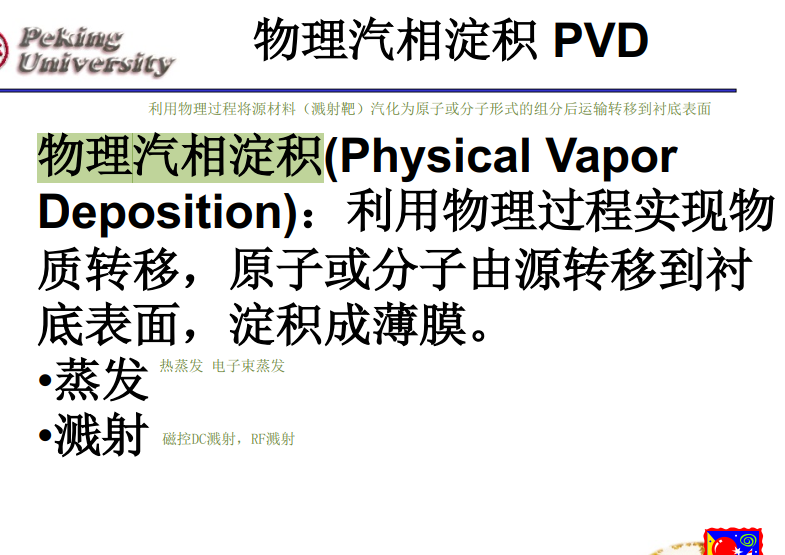 Peking
University
物理汽相淀积 PVD
利用物理过程将源材料（溅射靶）汽化为原子或分子形式的组分后运输转移到衬底表面
物理汽相淀积(Physical Vapor
Deposition)：利用物理过程实现物
质转移，原子或分子由源转移到衬
底表面，淀积成薄膜。
•蒸发 热蒸发 电子束蒸发
•溅射 磁控DC溅射，RF溅射